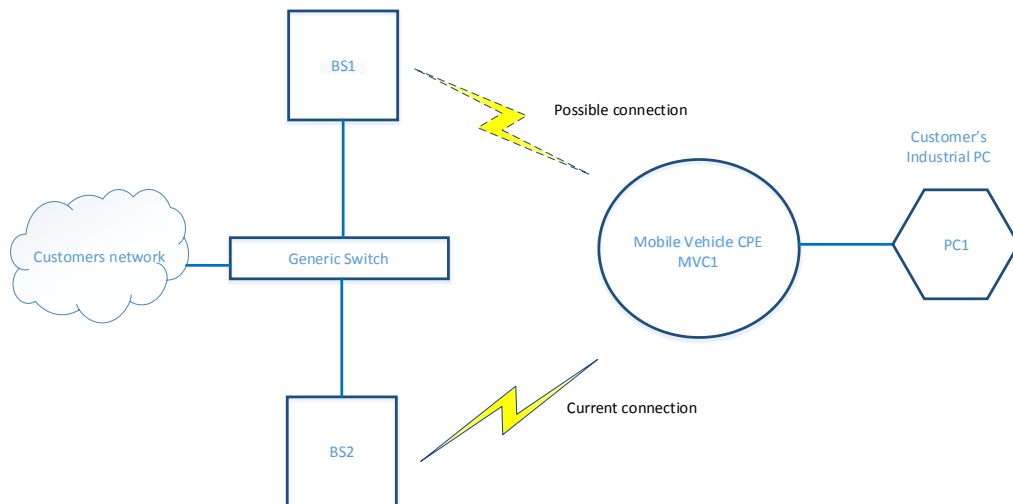 BS1
Possible connection
Customer's
Industrial PC
Customers network
Generic Switch
Mobile Vehicle CPE
MVC1
PC1
Current connection
BS2